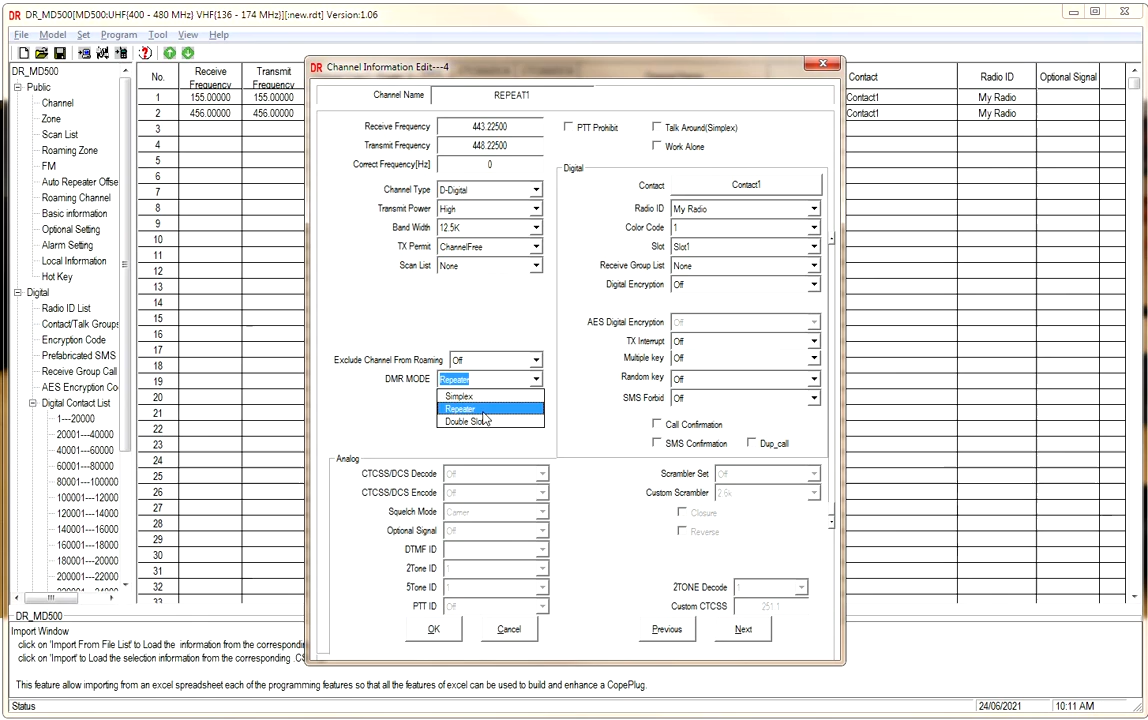 DR_MD500[MD500:UHF(400 - 480 MHz) VHF(136 - 174 MHz)][:new.rdt] Version:1.06
File Model Set Program Tool View Help
DR_MD500
Public
Channel
Zone
Scan List
Roaming Zone
FM
Auto Repeater Offse
Roaming Channel
Basic information
Optional Setting
Alarm Setting
Local Information
Hot Key
Digital
Radio ID List
Contact/Talk Groups
Encryption Code
Prefabricated SMS
Receive Group Call
AES Encryption Co
Digital Contact List
1---20000
20001---40000
40001---60000
60001---80000
80001---100000
100001---12000
120001---14000
140001---16000
160001---18000
180001---20000
200001---22000
No. Receive Frequency Transmit Frequency Contact Radio ID Optional Signal
1 155.00000 155.00000 Contact1 My Radio
2 456.00000 456.00000 Contact1 My Radio
3
4
5
6
7
8
9
10
11
12
13
14
15
16
17
18
19
20
21
22
23
24
25
26
27
28
29
30
31
32
33
Channel Information Edit---4
Channel Name REPEAT1
Receive Frequency 443.22500
Transmit Frequency 448.22500
Correct Frequency[Hz] 0
PTT Prohibit
Talk Around(Simplex)
Work Alone
Channel Type D-Digital
Transmit Power High
Band Width 12.5K
TX Permit ChannelFree
Scan List None
Exclude Channel From Roaming Off
DMR MODE Repeater
Simplex
Repeater
Double Slot
Digital
Contact Contact1
Radio ID My Radio
Color Code 1
Slot Slot1
Receive Group List None
Digital Encryption Off
AES Digital Encryption Off
TX Interrupt Off
Multiple key Off
Random key Off
SMS Forbid Off
Call Confirmation
SMS Confirmation Dup_call
Analog
CTCSS/DCS Decode Off
CTCSS/DCS Encode Off
Squelch Mode Carrier
Optional Signal Off
DTMF ID
2Tone ID 1
5Tone ID 1
PTT ID Off
Scrambler Set Off
Custom Scrambler 2.6k
Closure
Reverse
2TONE Decode 1
Custom CTCSS 251.1
OK Cancel Previous Next
DR_MD500
Import Window
click on 'Import From File List' to Load the information from the correspondin
click on 'Import' to Load the selection information from the corresponding .CS
This feature allow importing from an excel spreadsheet each of the programming features so that all the features of excel can be used to build and enhance a CopePlug.
Status 24/06/2021 10:11 AM